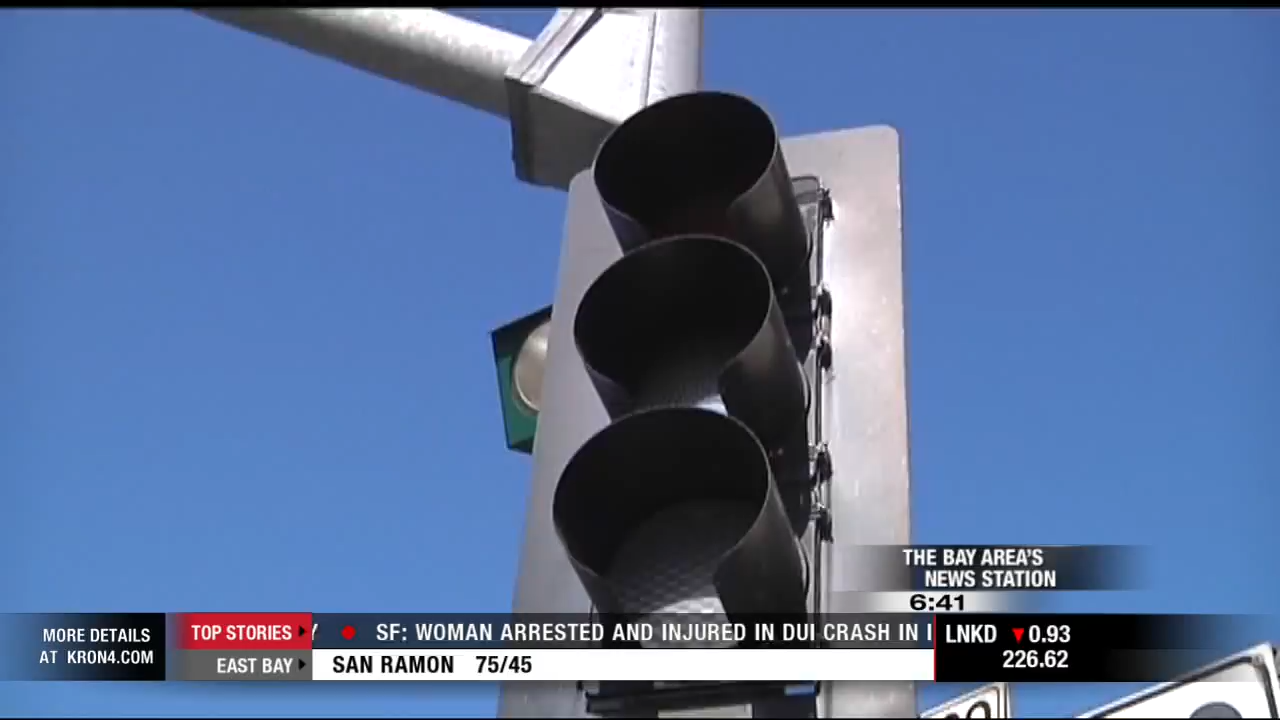 THE BAY AREA'S
NEWS STATION
6:41
MORE DETAILS
AT KRON4.COM
TOP STORIES
SF: WOMAN ARRESTED AND INJURED IN DUI CRASH IN
EAST BAY
SAN RAMON 75/45
LNKD ▼0.93
226.62